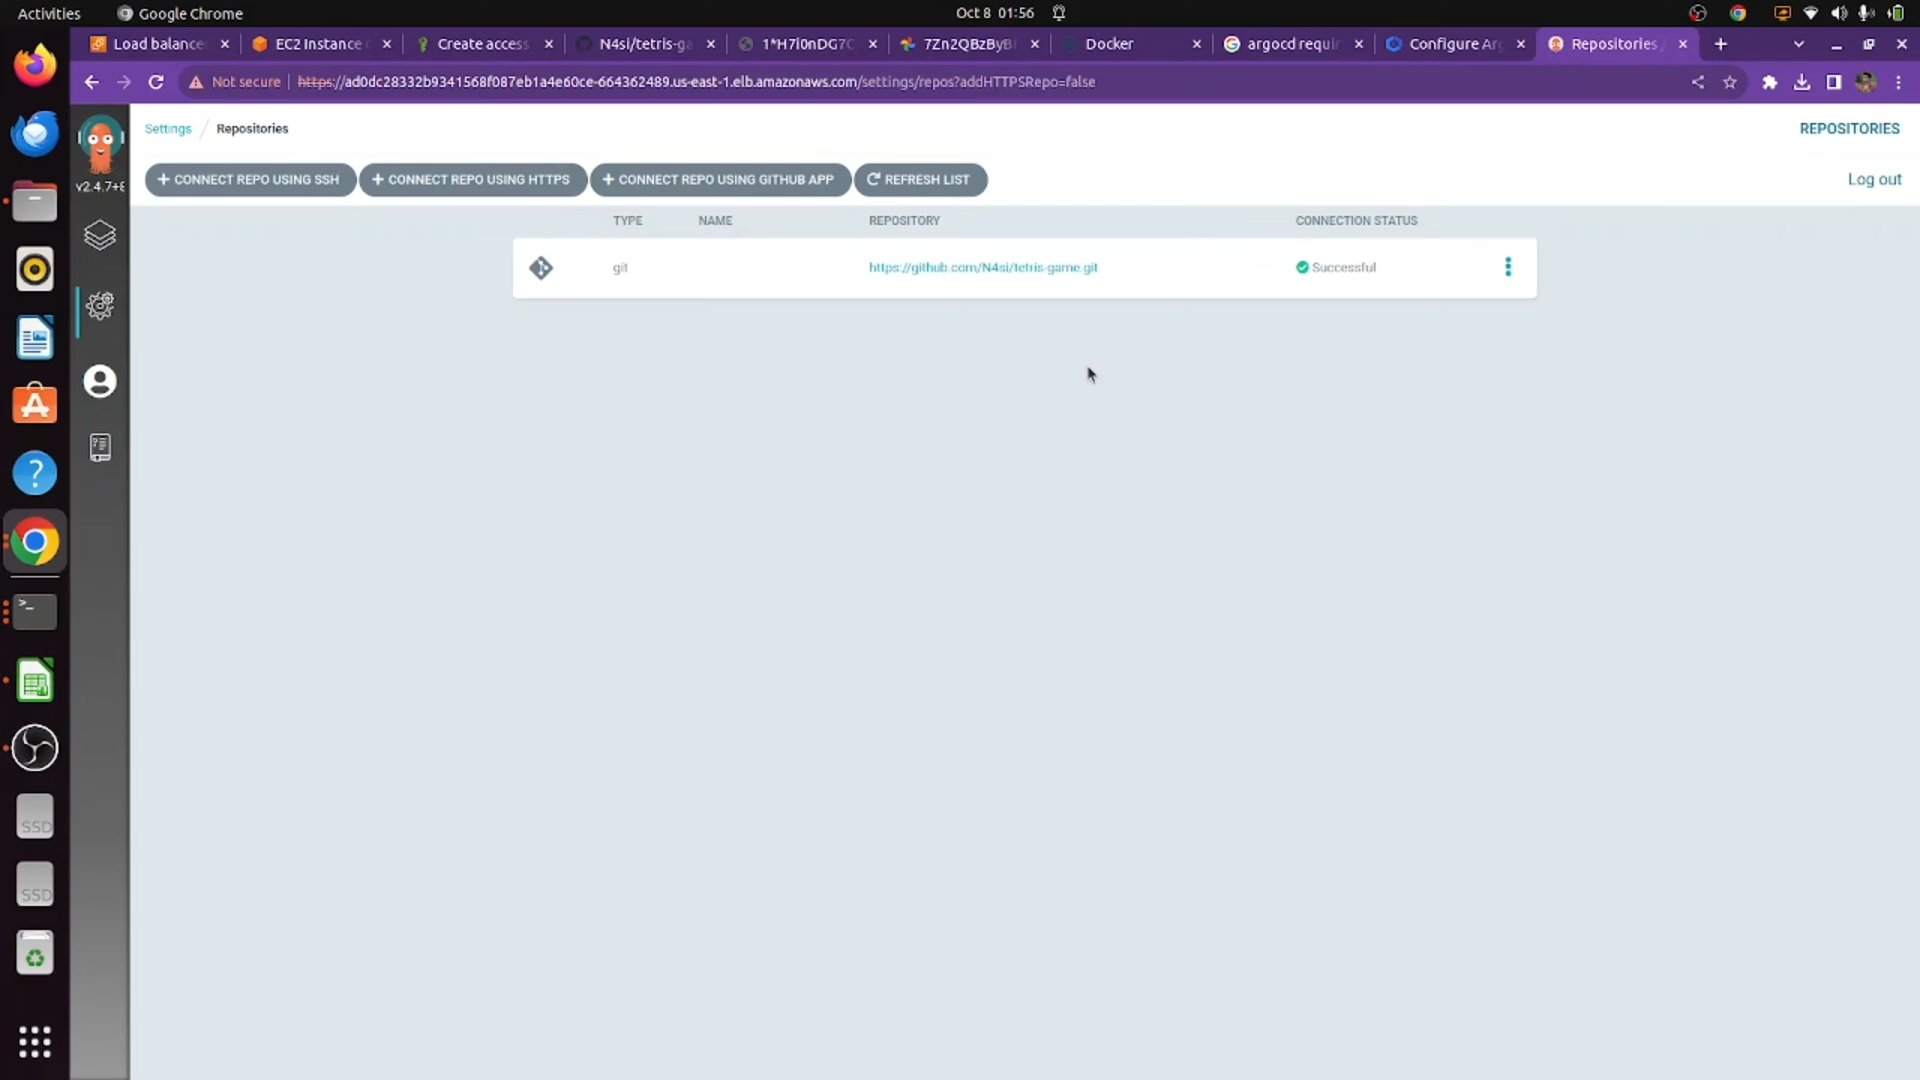 Activities Google Chrome Oct 8 01:56
Load balance EC2 Instance Create access N4si/tetris-ga 1*H7i0nDG7C 7Zn2QBzByB Docker argocd requir Configure Arg Repositories
Not secure https://ad0dc28332b9341568f087eb1a4e60ce-664362489.us-east-1.elb.amazonaws.com/settings/repos?addHTTPSRepo=false
Settings / Repositories REPOSITORIES
v2.4.7+8
+ CONNECT REPO USING SSH + CONNECT REPO USING HTTPS + CONNECT REPO USING GITHUB APP REFRESH LIST Log out
TYPE NAME REPOSITORY CONNECTION STATUS
git https://github.com/N4si/tetris-game.git Successful
SSD
SSD